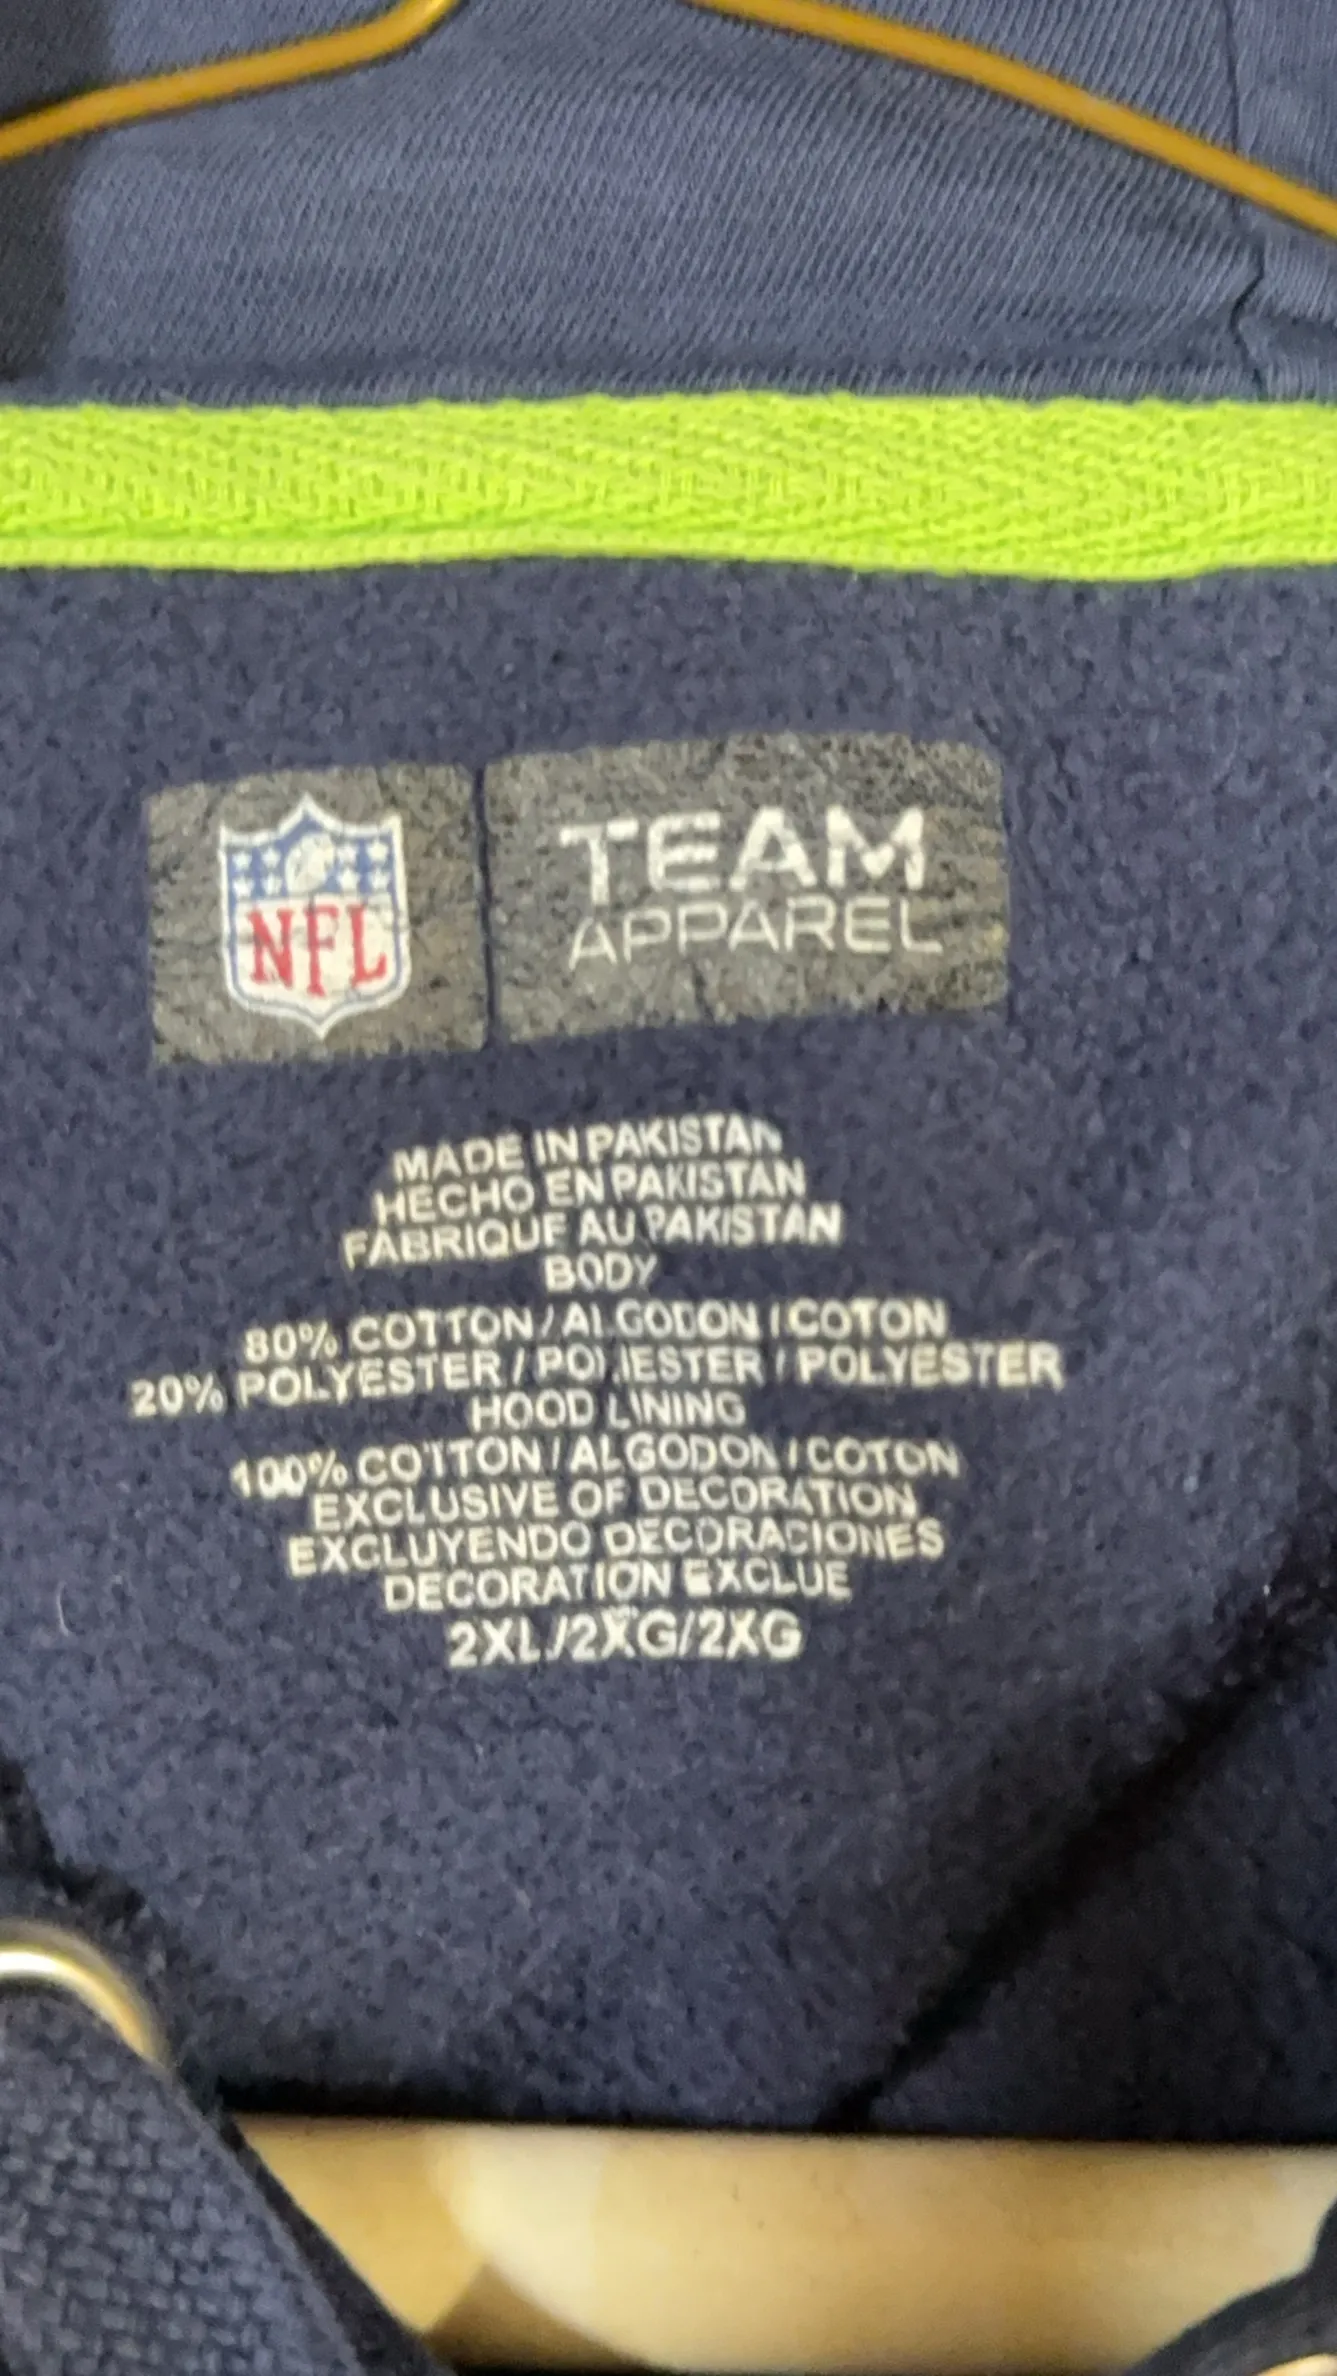 NFL
TEAM
APPAREL
MADE IN PAKISTAN
HECHO EN PAKISTAN
FABRIQUE AU PAKISTAN
BODY
80% COTTON / ALGODON / COTON
20% POLYESTER / POLIESTER / POLYESTER
HOOD LINING
100% COTTON / ALGODON / COTON
EXCLUSIVE OF DECORATION
EXCLUYENDO DECORACIONES
DECORATION EXCLUE
2XL/2XG/2XG